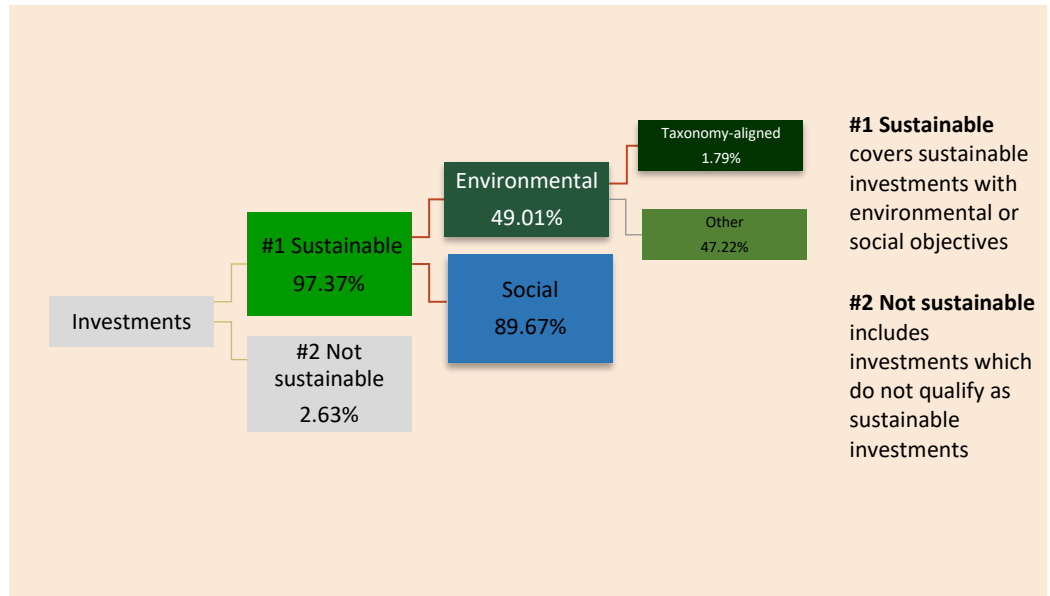 Investments
#1 Sustainable
97.37%
#2 Not
sustainable
2.63%
Environmental
49.01%
Social
89.67%
Taxonomy-aligned
1.79%
Other
47.22%
#1 Sustainable
covers sustainable
investments with
environmental or
social objectives
#2 Not sustainable
includes
investments which
do not qualify as
sustainable
investments